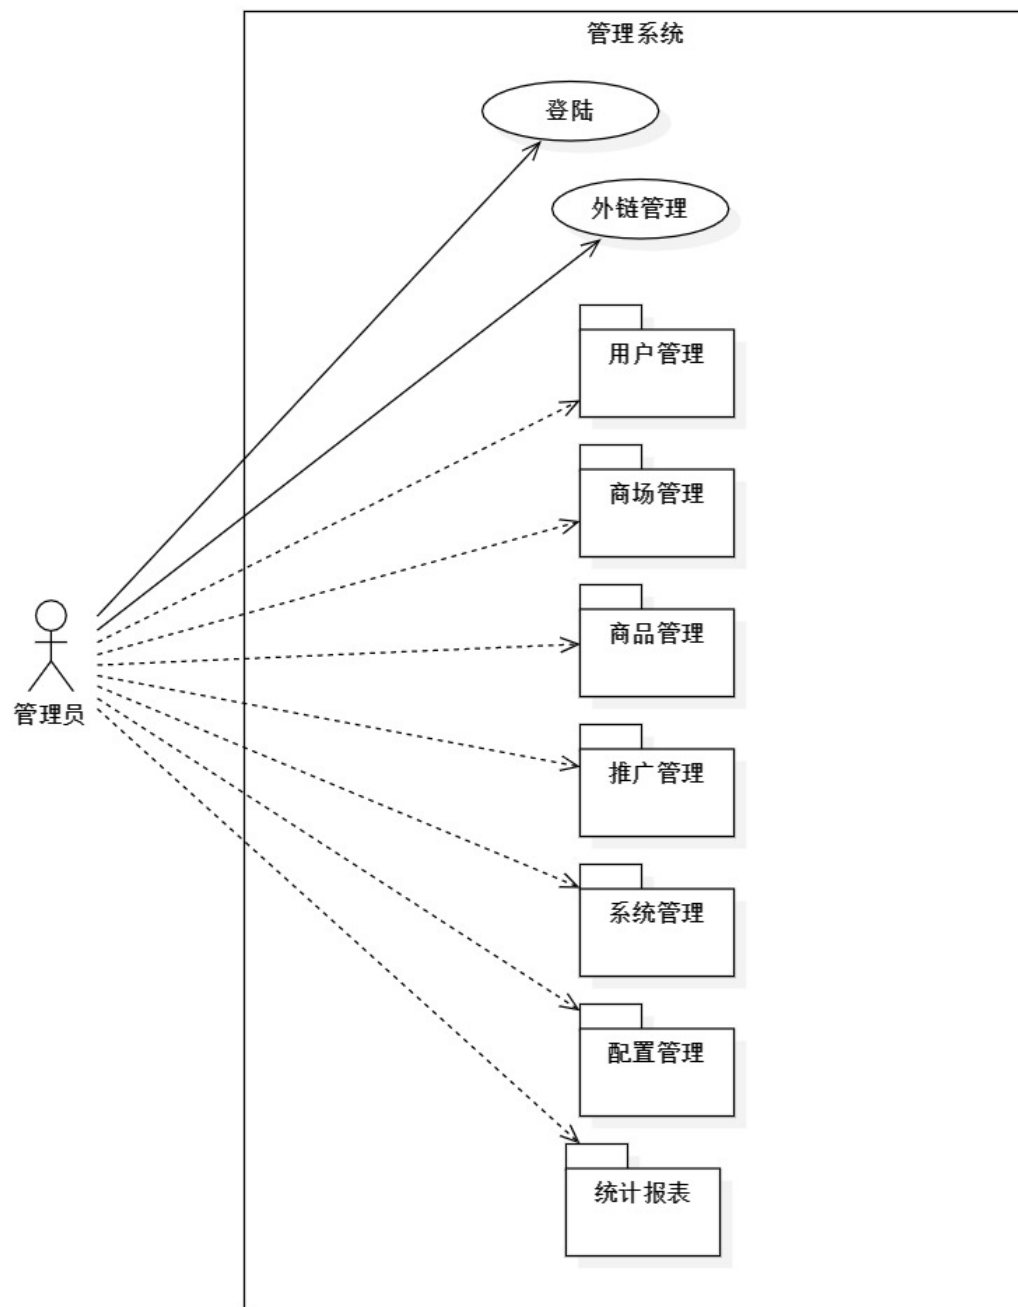 管理系统
登陆
外链管理
用户管理
商场管理
商品管理
管理员
推广管理
系统管理
配置管理
统计报表